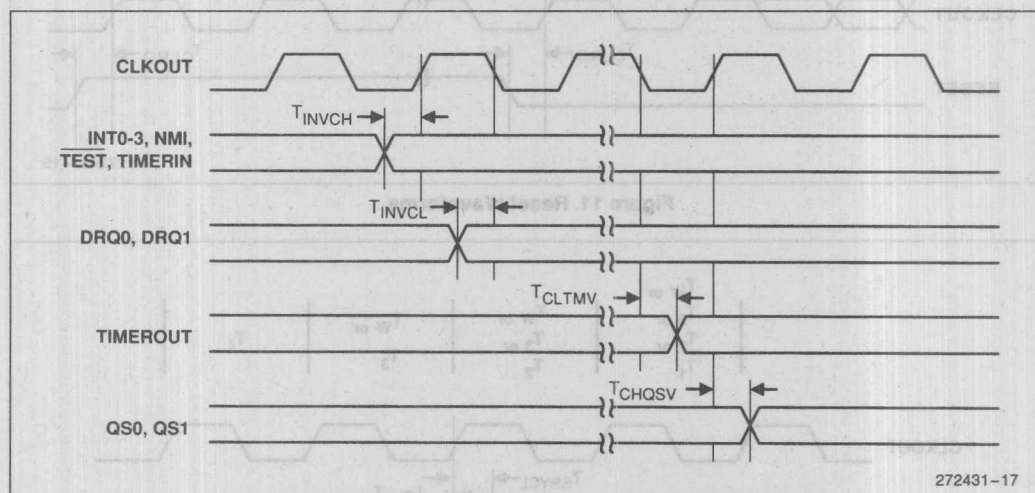 CLKOUT
T_INVCH
INT0-3, NMI,
TEST, TIMERIN
T_INVCL
DRQ0, DRQ1
T_CLTMV
TIMEROUT
T_CHQSV
QS0, QS1
272431-17